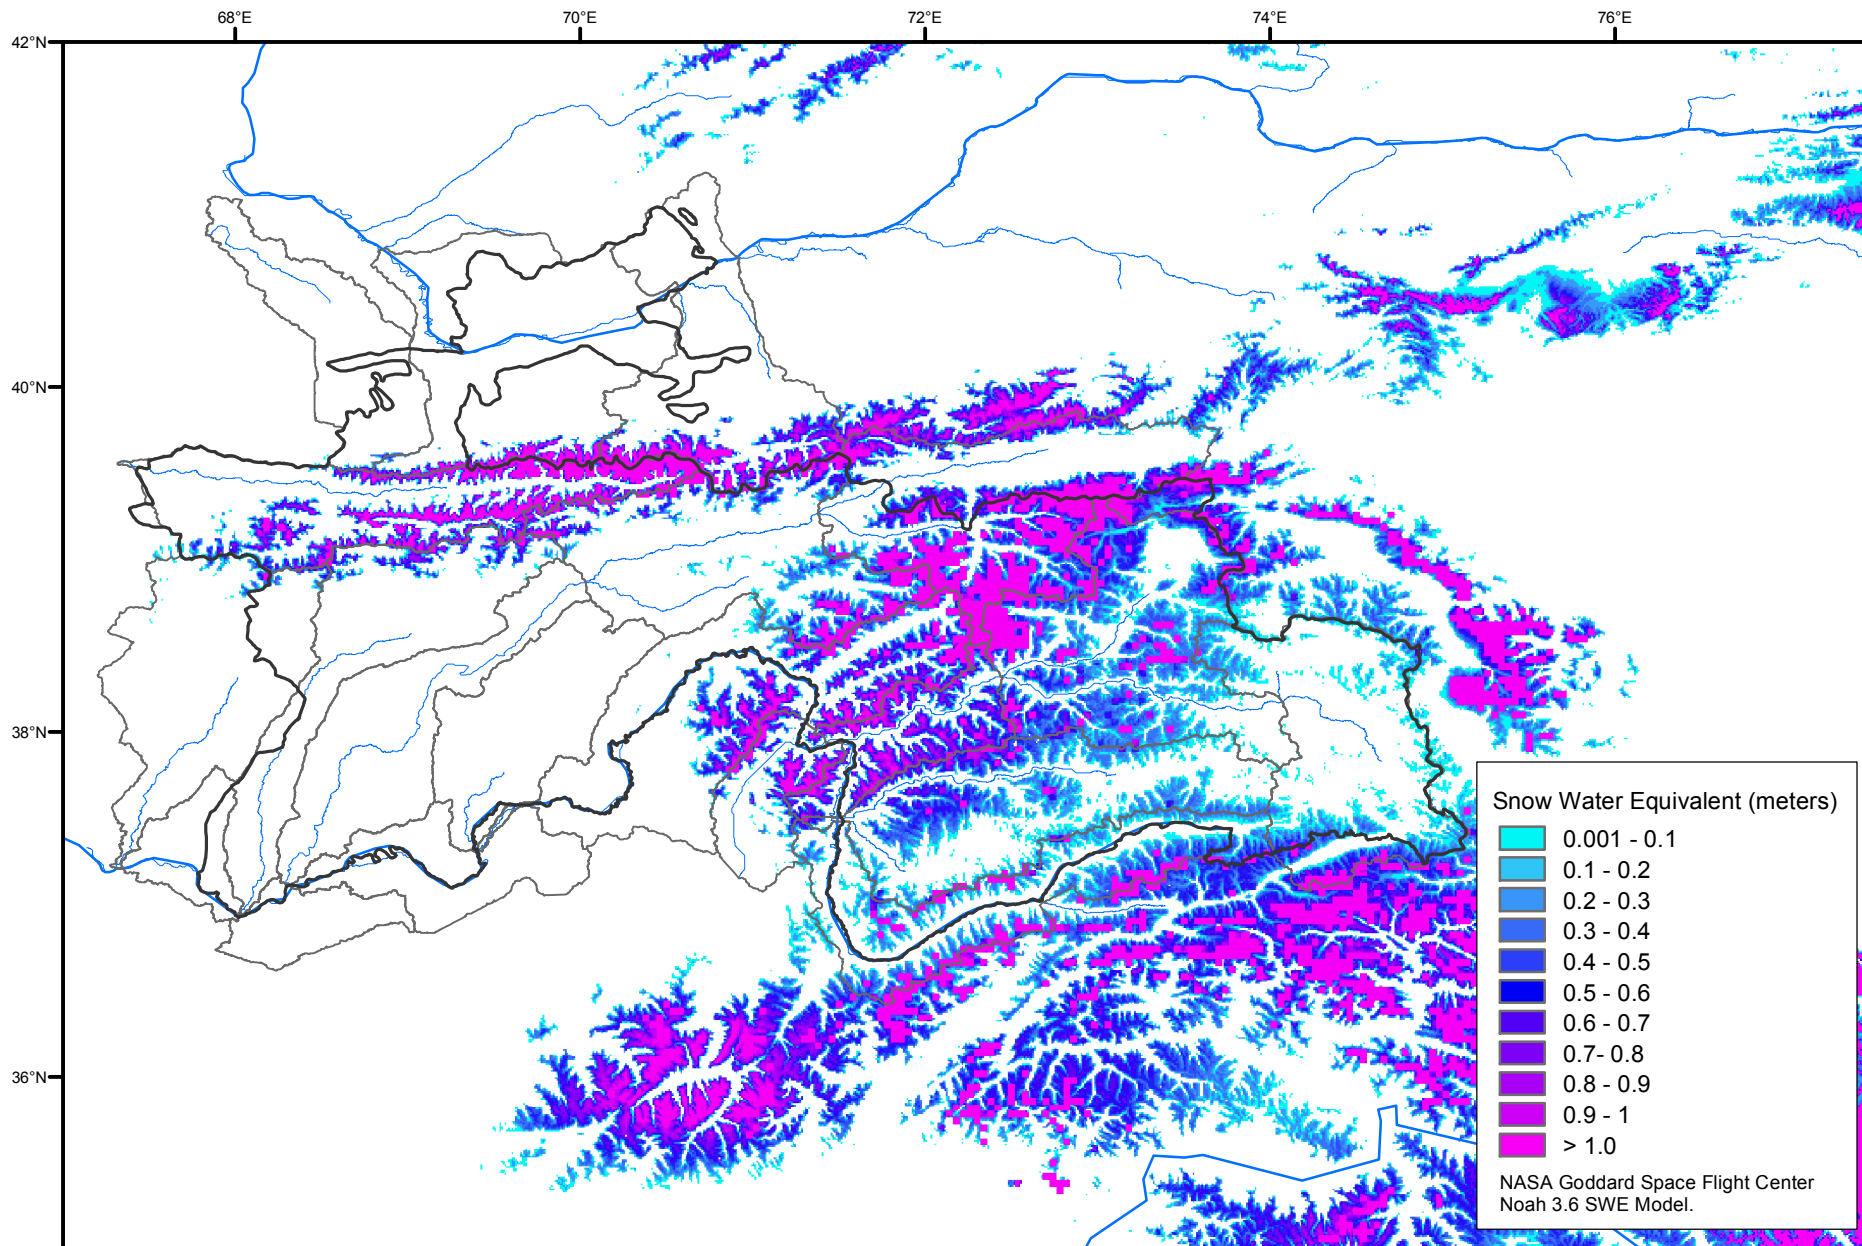 68°E 70°E 72°E 74°E 76°E
42°N
40°N
38°N
36°N
Snow Water Equivalent (meters)
0.001 - 0.1
0.1 - 0.2
0.2 - 0.3
0.3 - 0.4
0.4 - 0.5
0.5 - 0.6
0.6 - 0.7
0.7- 0.8
0.8 - 0.9
0.9 - 1
> 1.0
NASA Goddard Space Flight Center
Noah 3.6 SWE Model.